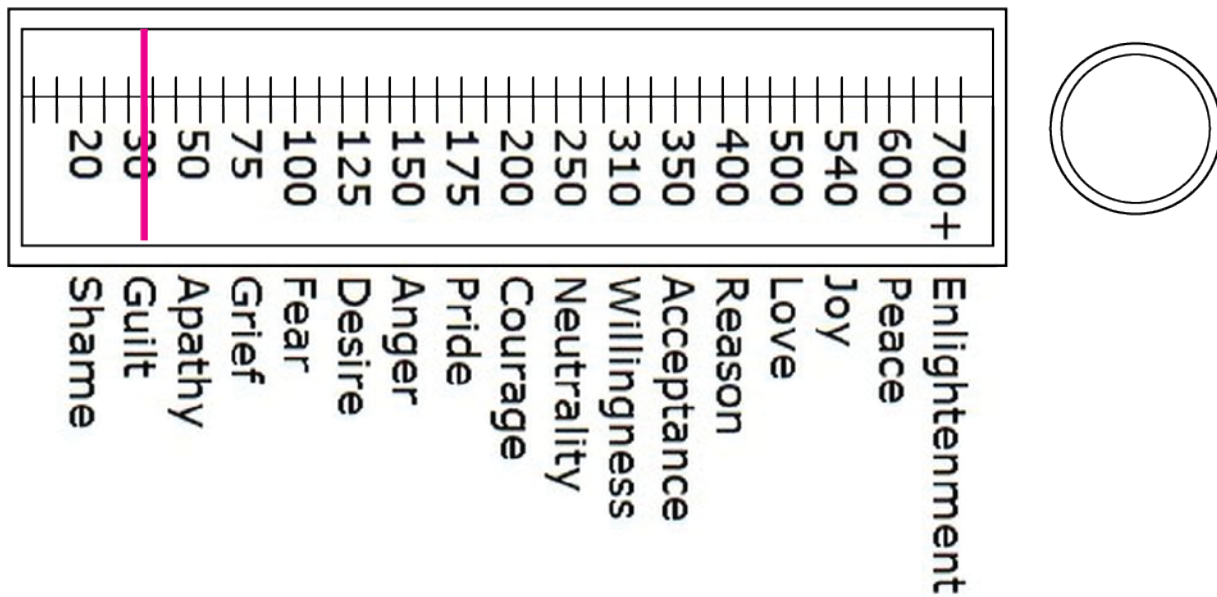 20
30
50
75
100
125
150
175
200
250
310
350
400
500
540
600
700+
Shame
Guilt
Apathy
Grief
Fear
Desire
Anger
Pride
Courage
Neutrality
Willingness
Acceptance
Reason
Love
Joy
Peace
Enlightenment